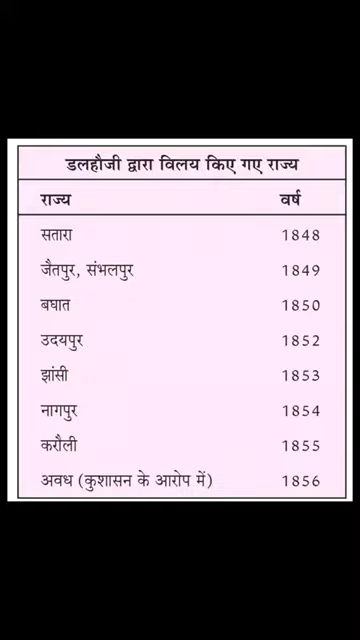 डलहौजी द्वारा विलय किए गए राज्य
राज्य वर्ष
सतारा 1848
जैतपुर, संभलपुर 1849
बघात 1850
उदयपुर 1852
झांसी 1853
नागपुर 1854
करौली 1855
अवध (कुशासन के आरोप में) 1856